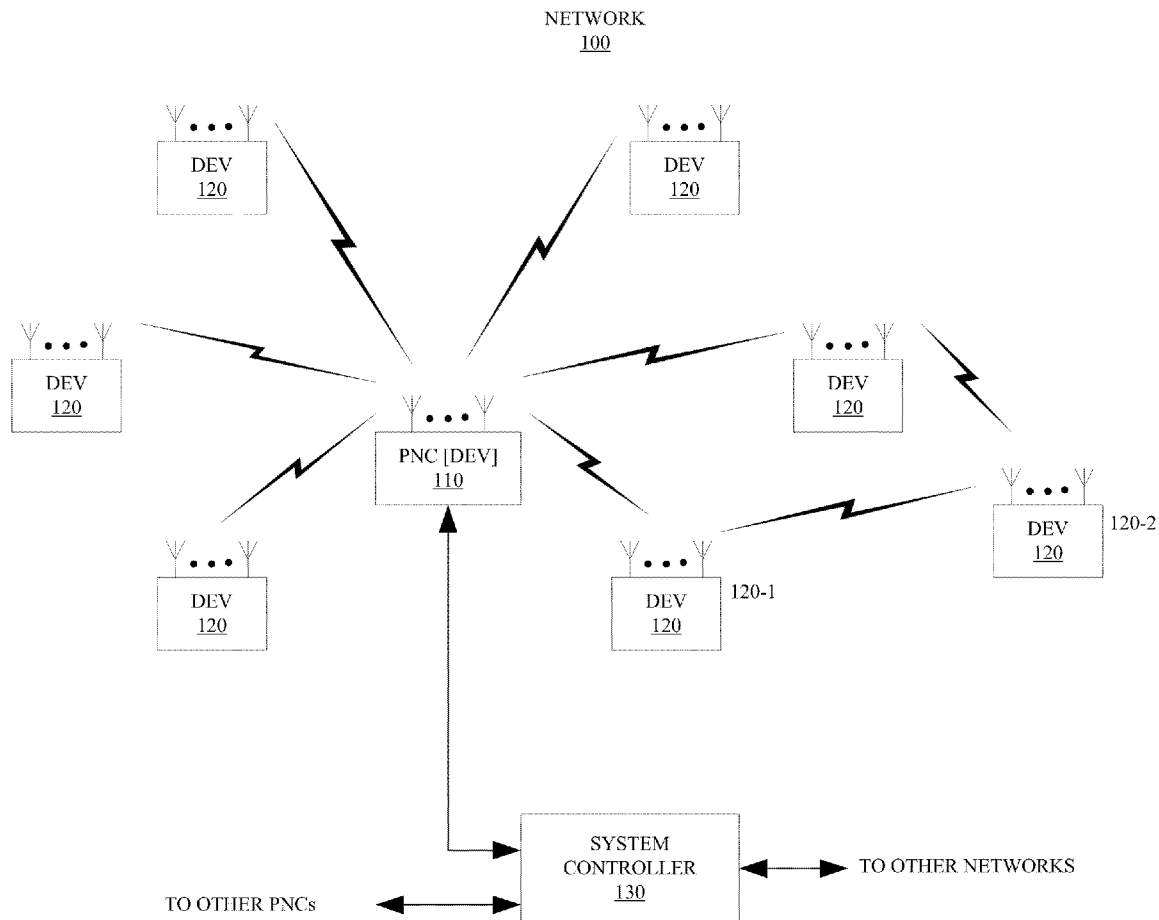 NETWORK
100
DEV
120
DEV
120
DEV
120
DEV
120
PNC [DEV]
110
DEV
120
120-2
DEV
120
DEV
120
120-1
SYSTEM
CONTROLLER
130
TO OTHER NETWORKS
TO OTHER PNCs